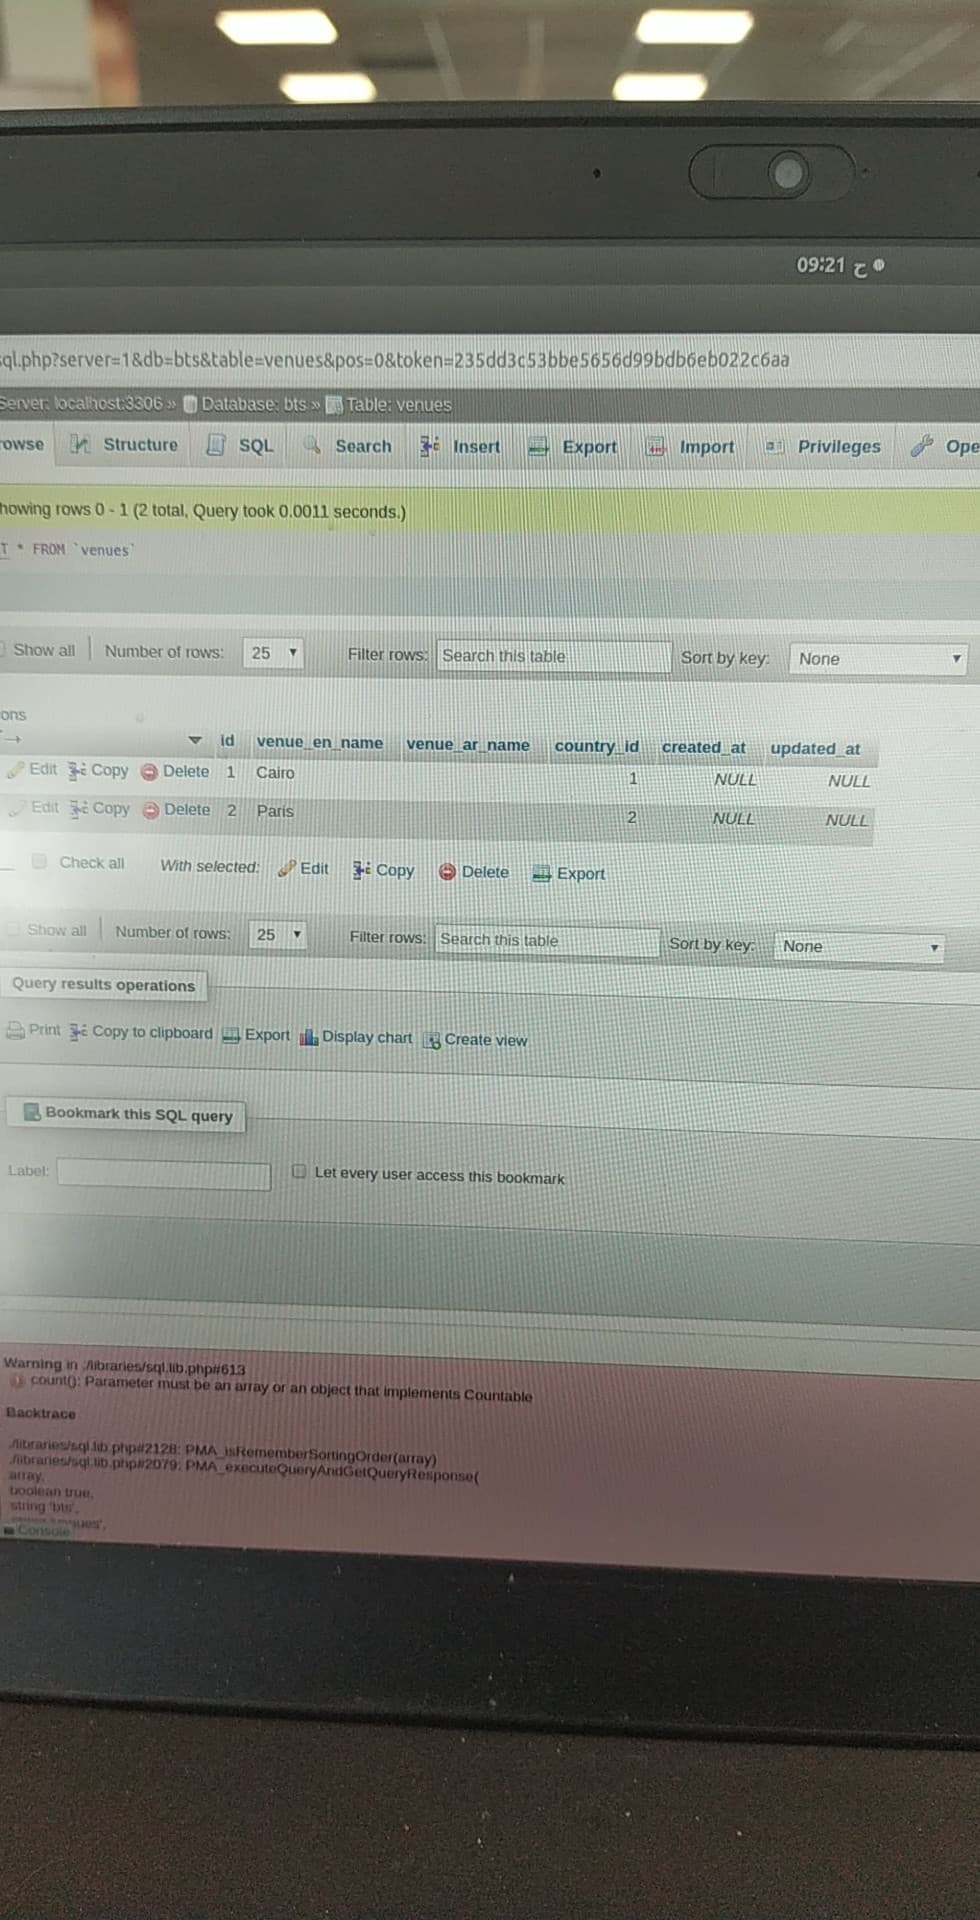 09:21 ح
sql.php?server=1&db=bts&table=venues&pos=0&token=235dd3c53bbe5656d99bdb6eb022c6aa
Server: localhost:3306 » Database: bts » Table: venues
rowse Structure SQL Search Insert Export Import Privileges Ope
howing rows 0 - 1 (2 total, Query took 0.0011 seconds.)
T * FROM `venues`
Show all Number of rows: 25 Filter rows: Search this table Sort by key: None
ons
id venue_en_name venue_ar_name country_id created_at updated_at
Edit Copy Delete 1 Cairo 1 NULL NULL
Edit Copy Delete 2 Paris 2 NULL NULL
Check all With selected: Edit Copy Delete Export
Show all Number of rows: 25 Filter rows: Search this table Sort by key: None
Query results operations
Print Copy to clipboard Export Display chart Create view
Bookmark this SQL query
Label: Let every user access this bookmark
Warning in ./libraries/sql.lib.php#613
count(): Parameter must be an array or an object that implements Countable
Backtrace
./libraries/sql.lib.php#2128: PMA_isRememberSortingOrder(array)
./libraries/sql.lib.php#2079: PMA_executeQueryAndGetQueryResponse(
array,
boolean true,
string 'bts',
Console